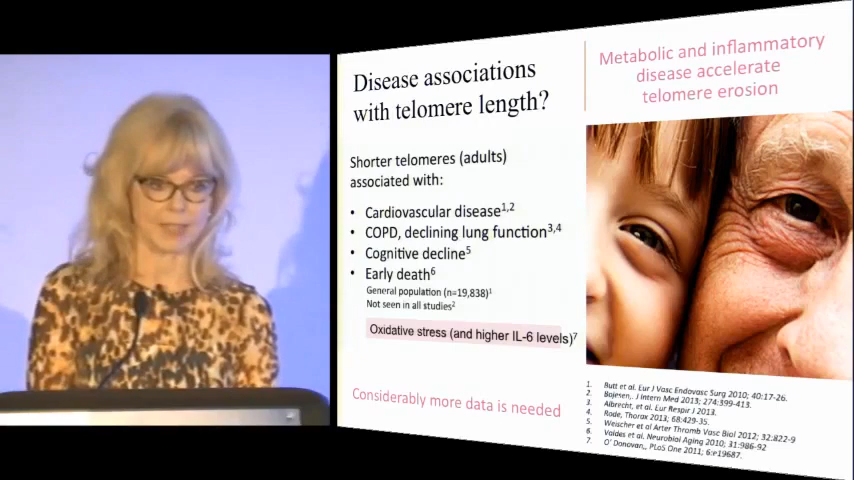 Disease associations
with telomere length?
Shorter telomeres (adults)
associated with:
• Cardiovascular disease1,2
• COPD, declining lung function3,4
• Cognitive decline5
• Early death6
General population (n=19,838)1
Not seen in all studies2
Oxidative stress (and higher IL-6 levels)7
Considerably more data is needed
Metabolic and inflammatory
disease accelerate
telomere erosion
1. Butt et al. Eur J Vasc Endovasc Surg 2010; 40:17-26.
2. Bojesen,. J Intern Med 2013; 274:399-413.
3. Albrecht, et al. Eur Respir J 2013.
4. Rode, Thorax 2013; 68:429-35.
5. Weischer et al Arter Thromb Vasc Biol 2012; 32:822-9
6. Valdes et al. Neurobiol Aging 2010; 31:986-92
7. O' Donovan,, PLoS One 2011; 6:e19687.